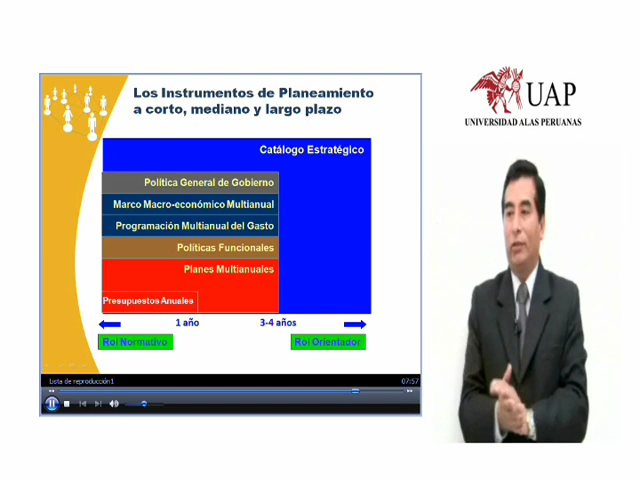 Los Instrumentos de Planeamiento
a corto, mediano y largo plazo
Catálogo Estratégico
Política General de Gobierno
Marco Macro-económico Multianual
Programación Multianual del Gasto
Políticas Funcionales
Planes Multianuales
Presupuestos Anuales
1 año
3-4 años
Rol Normativo
Rol Orientador
Lista de reproducción1
07:57
UAP
UNIVERSIDAD ALAS PERUANAS